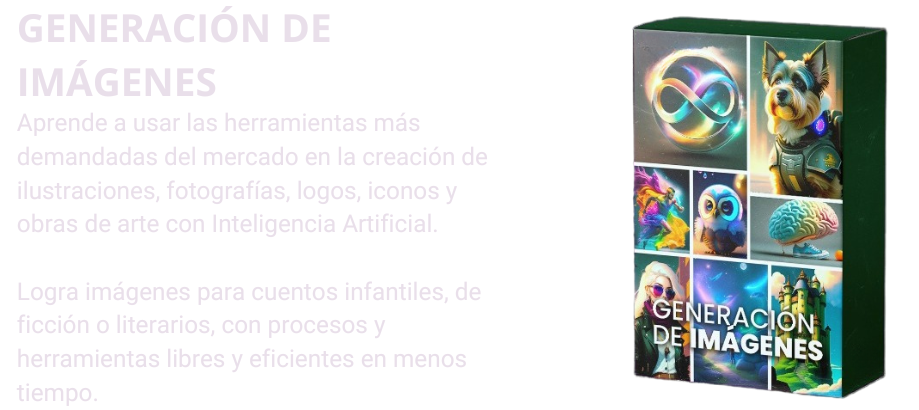 GENERACIÓN DE
IMÁGENES
Aprende a usar las herramientas más
demandadas del mercado en la creación de
ilustraciones, fotografías, logos, iconos y
obras de arte con Inteligencia Artificial.
Logra imágenes para cuentos infantiles, de
ficción o literarios, con procesos y
herramientas libres y eficientes en menos
tiempo.
GENERACIÓN
DE IMÁGENES